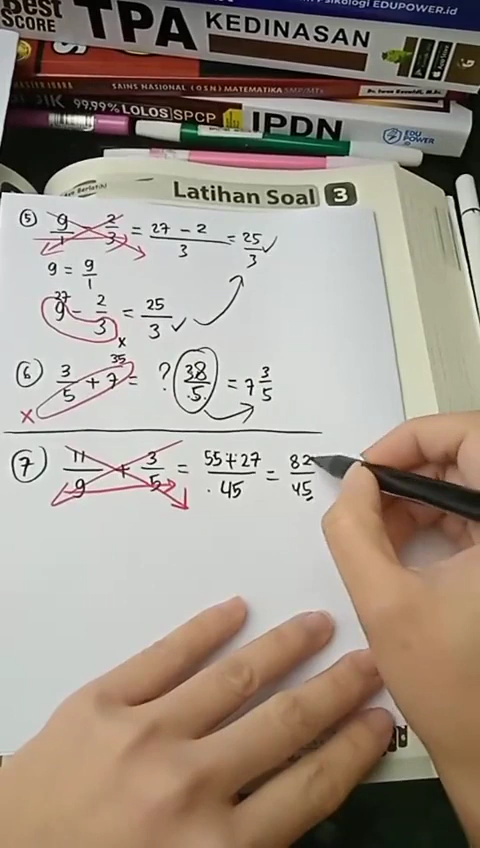 Best
SCORE
TPA KEDINASAN
Psikologi EDUPOWER.id
SAINS NASIONAL (OSN) MATEMATIKA SMP/MTs
99,99% LOLOS SPCP IPDN
EDU
POWER
Latihan Soal 3
⑤ 9/1 - 2/3 = (27 - 2)/3 = 25/3 ✓
9 = 9/1
27
9 - 2/3 = 25/3 ✓
x
35
⑥ 3/5 + 7 = ? 38/5 = 7 3/5
x
⑦ 11/9 + 3/5 = (55+27)/45 = 82/45